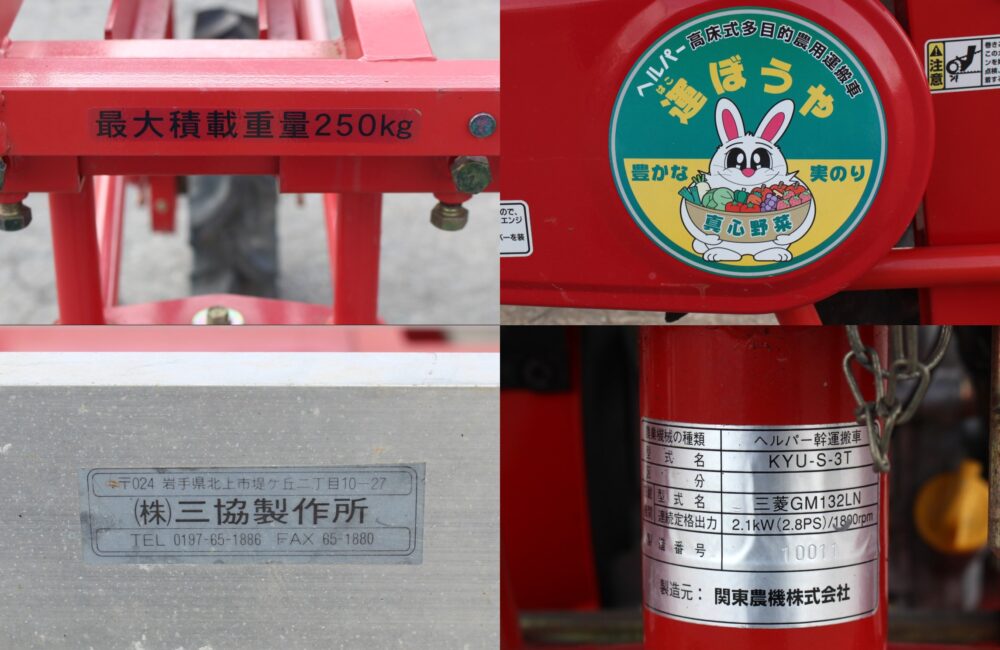 最大積載重量250kg
ヘルパー高床式多目的農用運搬車
運ぼうや
はこ
豊かな 実のり
真心野菜
注意
〒024 岩手県北上市堤ケ丘二丁目10-27
(株)三協製作所
TEL 0197-65-1886 FAX 65-1880
農業機械の種類 ヘルパー幹運搬車
型式名 KYU-S-3T
区分
型式名 三菱GM132LN
連続定格出力 2.1kW(2.8PS)/1800rpm
製造番号 10011
製造元: 関東農機株式会社